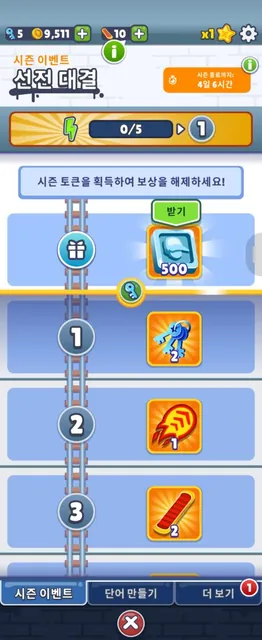 5
9,511
10
x1
시즌 이벤트
선전 대결
시즌 종료까지:
4일 6시간
0/5
1
시즌 토큰을 획득하여 보상을 해제하세요!
받기
500
1
2
2
1
3
2
시즌 이벤트
단어 만들기
더 보기
1